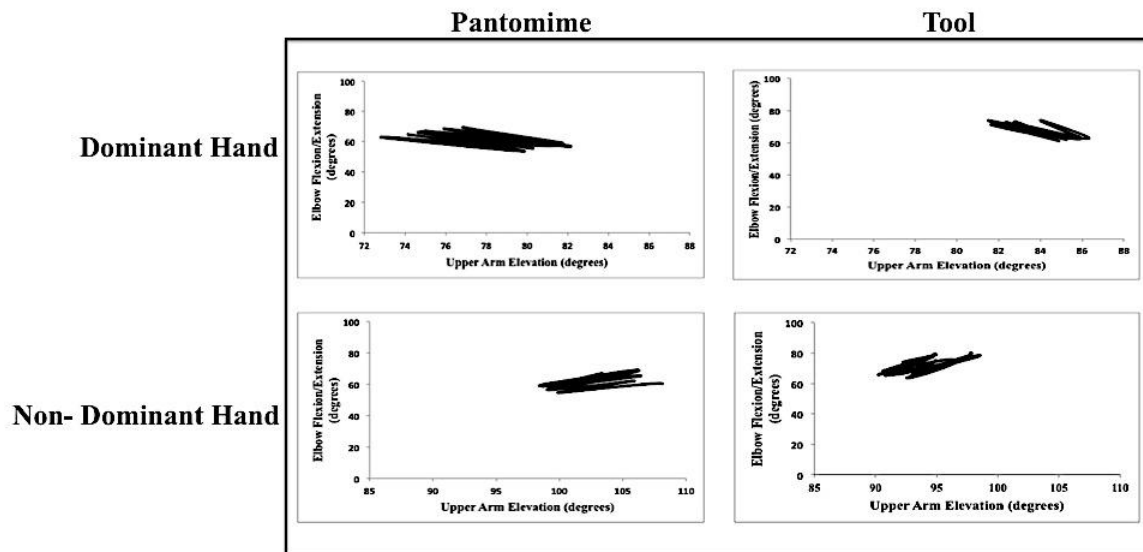 Pantomime
Tool
Dominant Hand
Elbow Flexion/Extension
(degrees)
100
80
60
40
20
0
72 74 76 78 80 82 84 86 88
Upper Arm Elevation (degrees)
Elbow Flexion/Extension (degrees)
100
80
60
40
20
0
72 74 76 78 80 82 84 86 88
Upper Arm Elevation (degrees)
Non- Dominant Hand
Elbow Flexion/Extension
(degrees)
100
80
60
40
20
0
85 90 95 100 105 110
Upper Arm Elevation (degrees)
Elbow Flexion/Extension
(degrees)
100
80
60
40
20
0
85 90 95 100 105 110
Upper Arm Elevation (degrees)